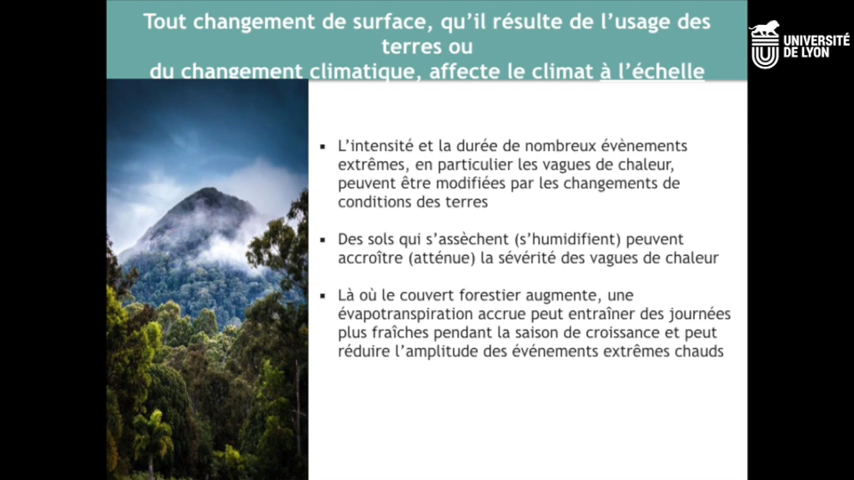 Tout changement de surface, qu'il résulte de l'usage des
terres ou
du changement climatique, affecte le climat à l'échelle
UNIVERSITÉ
DE LYON
▪ L'intensité et la durée de nombreux évènements
extrêmes, en particulier les vagues de chaleur,
peuvent être modifiées par les changements de
conditions des terres
▪ Des sols qui s'assèchent (s'humidifient) peuvent
accroître (atténue) la sévérité des vagues de chaleur
▪ Là où le couvert forestier augmente, une
évapotranspiration accrue peut entraîner des journées
plus fraîches pendant la saison de croissance et peut
réduire l'amplitude des événements extrêmes chauds